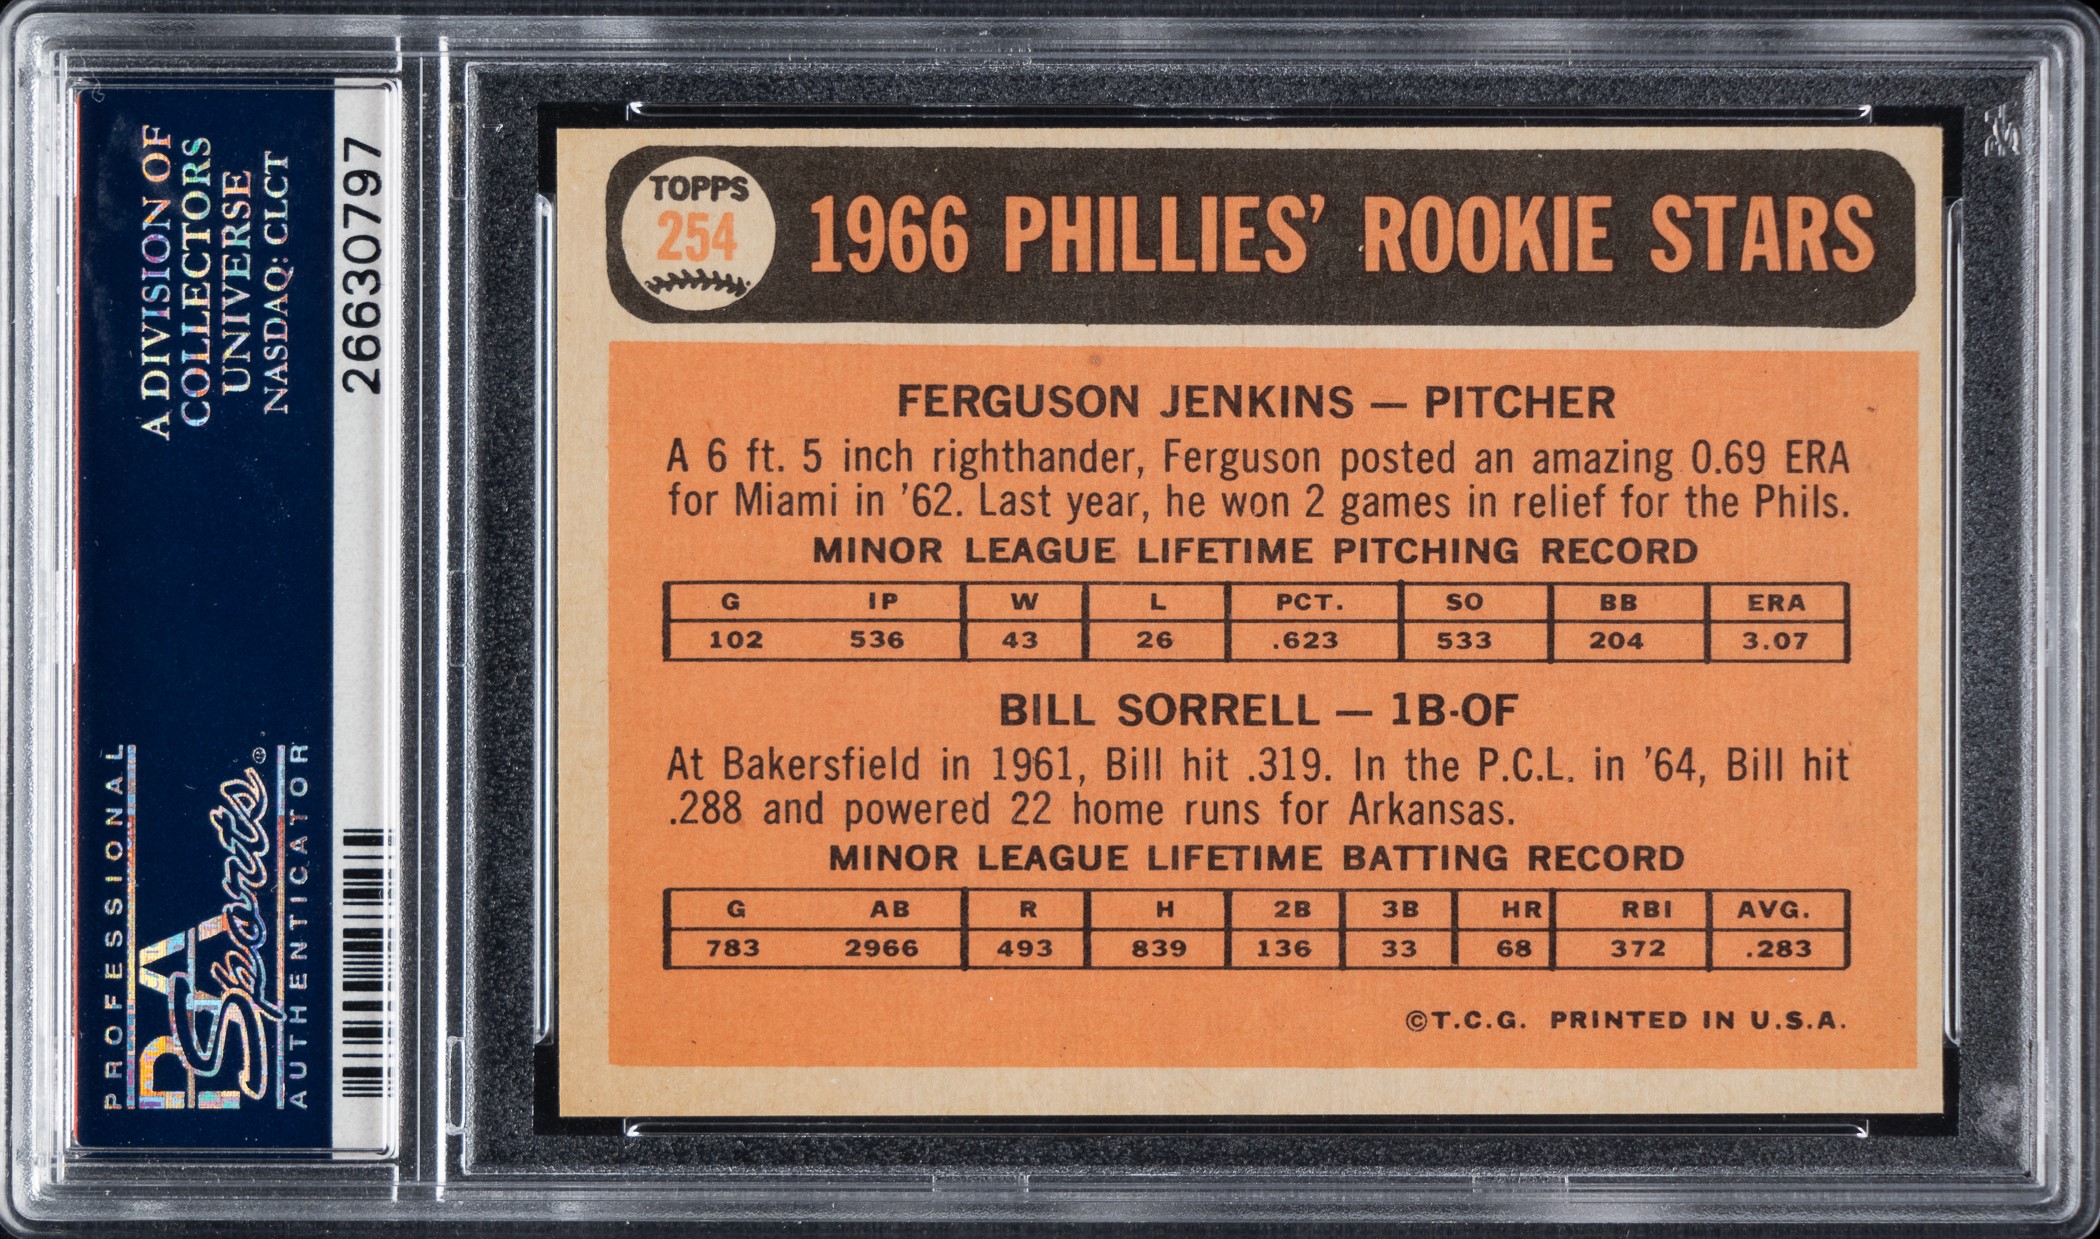 A DIVISION OF
COLLECTORS
UNIVERSE
NASDAQ: CLCT
26630797
PROFESSIONAL
PSA
Sports®
AUTHENTICATOR
TOPPS
254
1966 PHILLIES' ROOKIE STARS
FERGUSON JENKINS — PITCHER
A 6 ft. 5 inch righthander, Ferguson posted an amazing 0.69 ERA
for Miami in '62. Last year, he won 2 games in relief for the Phils.
MINOR LEAGUE LIFETIME PITCHING RECORD
G IP W L PCT. SO BB ERA
102 536 43 26 .623 533 204 3.07
BILL SORRELL — 1B-OF
At Bakersfield in 1961, Bill hit .319. In the P.C.L. in '64, Bill hit
.288 and powered 22 home runs for Arkansas.
MINOR LEAGUE LIFETIME BATTING RECORD
G AB R H 2B 3B HR RBI AVG.
783 2966 493 839 136 33 68 372 .283
©T.C.G. PRINTED IN U.S.A.